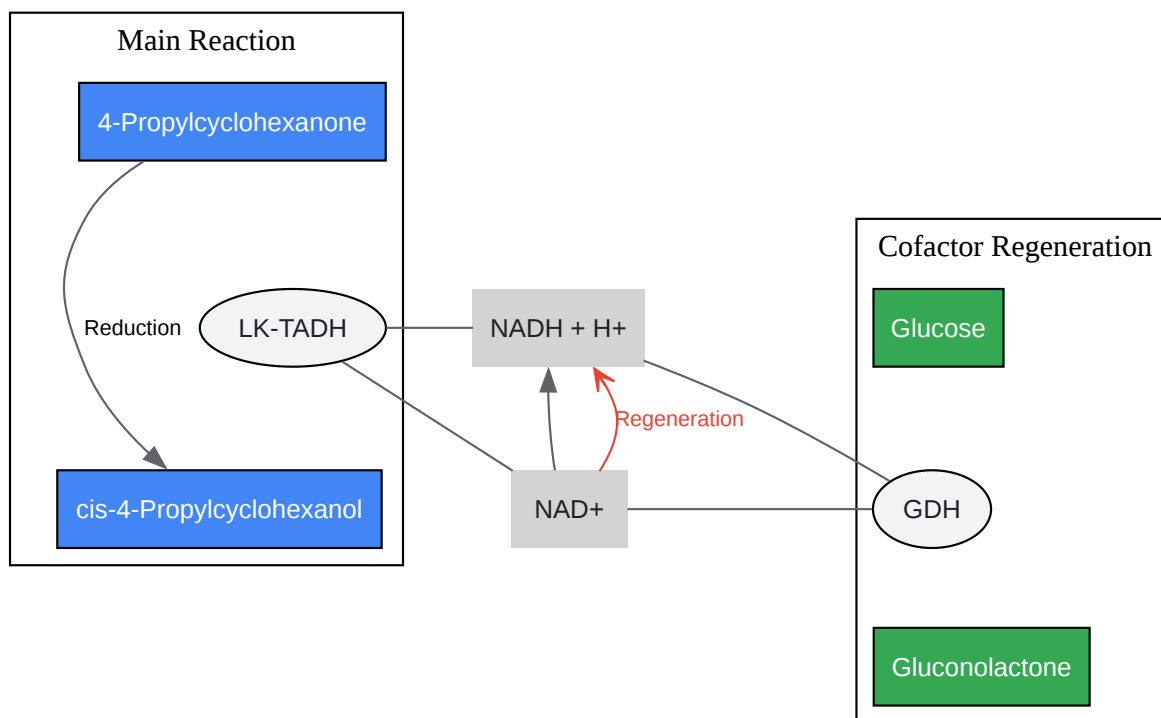 Main Reaction
4-Propylcyclohexanone
Reduction
LK-TADH
cis-4-Propylcyclohexanol
NADH + H+
Regeneration
NAD+
Cofactor Regeneration
Glucose
GDH
Gluconolactone